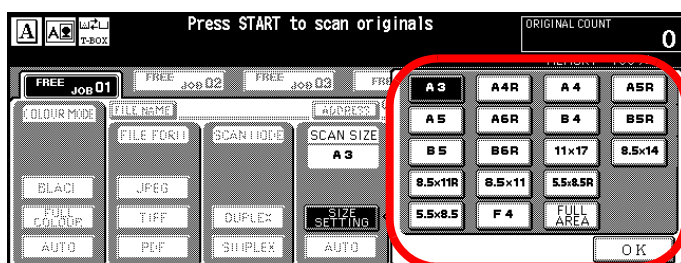 A A T-BOX Press START to scan originals ORIGINAL COUNT
0
FREE JOB 01 FREE JOB 02 FREE JOB 03
COLOUR MODE FILE NAME ADDRESS
FILE FORM SCAN MODE SCAN SIZE
A3
BLACK JPEG
FULL COLOUR TIFF DUPLEX SIZE SETTING
AUTO PDF SIMPLEX AUTO
A3 A4R A4 A5R
A5 A6R B4 B5R
B5 B6R 11×17 8.5×14
8.5×11R 8.5×11 5.5×8.5R
5.5×8.5 F4 FULL AREA
OK